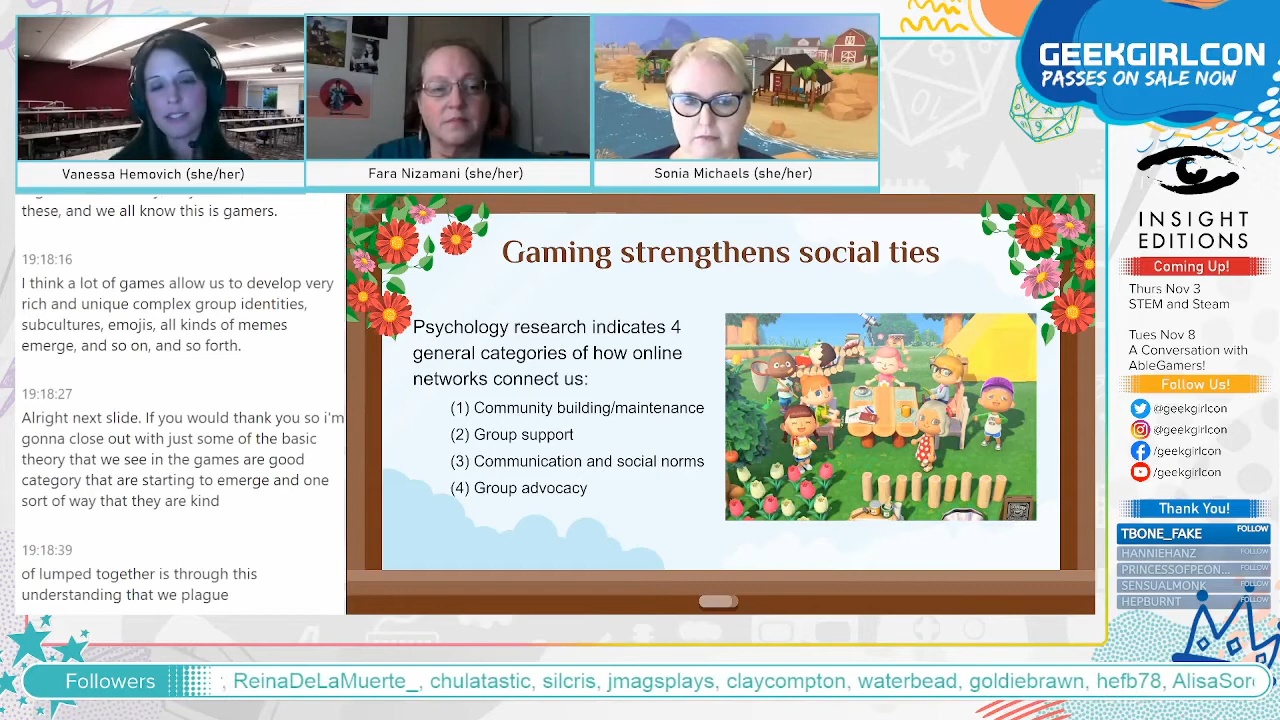 GEEKGIRLCON
PASSES ON SALE NOW
Vanessa Hemovich (she/her)
Fara Nizamani (she/her)
Sonia Michaels (she/her)
these, and we all know this is gamers.
19:18:16
I think a lot of games allow us to develop very
rich and unique complex group identities,
subcultures, emojis, all kinds of memes
emerge, and so on, and so forth.
19:18:27
Alright next slide. If you would thank you so i'm
gonna close out with just some of the basic
theory that we see in the games are good
category that are starting to emerge and one
sort of way that they are kind
19:18:39
of lumped together is through this
understanding that we plague
Gaming strengthens social ties
Psychology research indicates 4
general categories of how online
networks connect us:
(1) Community building/maintenance
(2) Group support
(3) Communication and social norms
(4) Group advocacy
INSIGHT
EDITIONS
Coming Up!
Thurs Nov 3
STEM and Steam
Tues Nov 8
A Conversation with
AbleGamers!
Follow Us!
@geekgirlcon
@geekgirlcon
/geekgirlcon
/geekgirlcon
Thank You!
TBONE_FAKE FOLLOW
HANNIEHANZ FOLLOW
PRINCESSOFPEON... FOLLOW
SENSUALMONK FOLLOW
HEPBURNT FOLLOW
Followers , ReinaDeLaMuerte_, chulatastic, silcris, jmagsplays, claycompton, waterbead, goldiebrawn, hefb78, AlisaSor